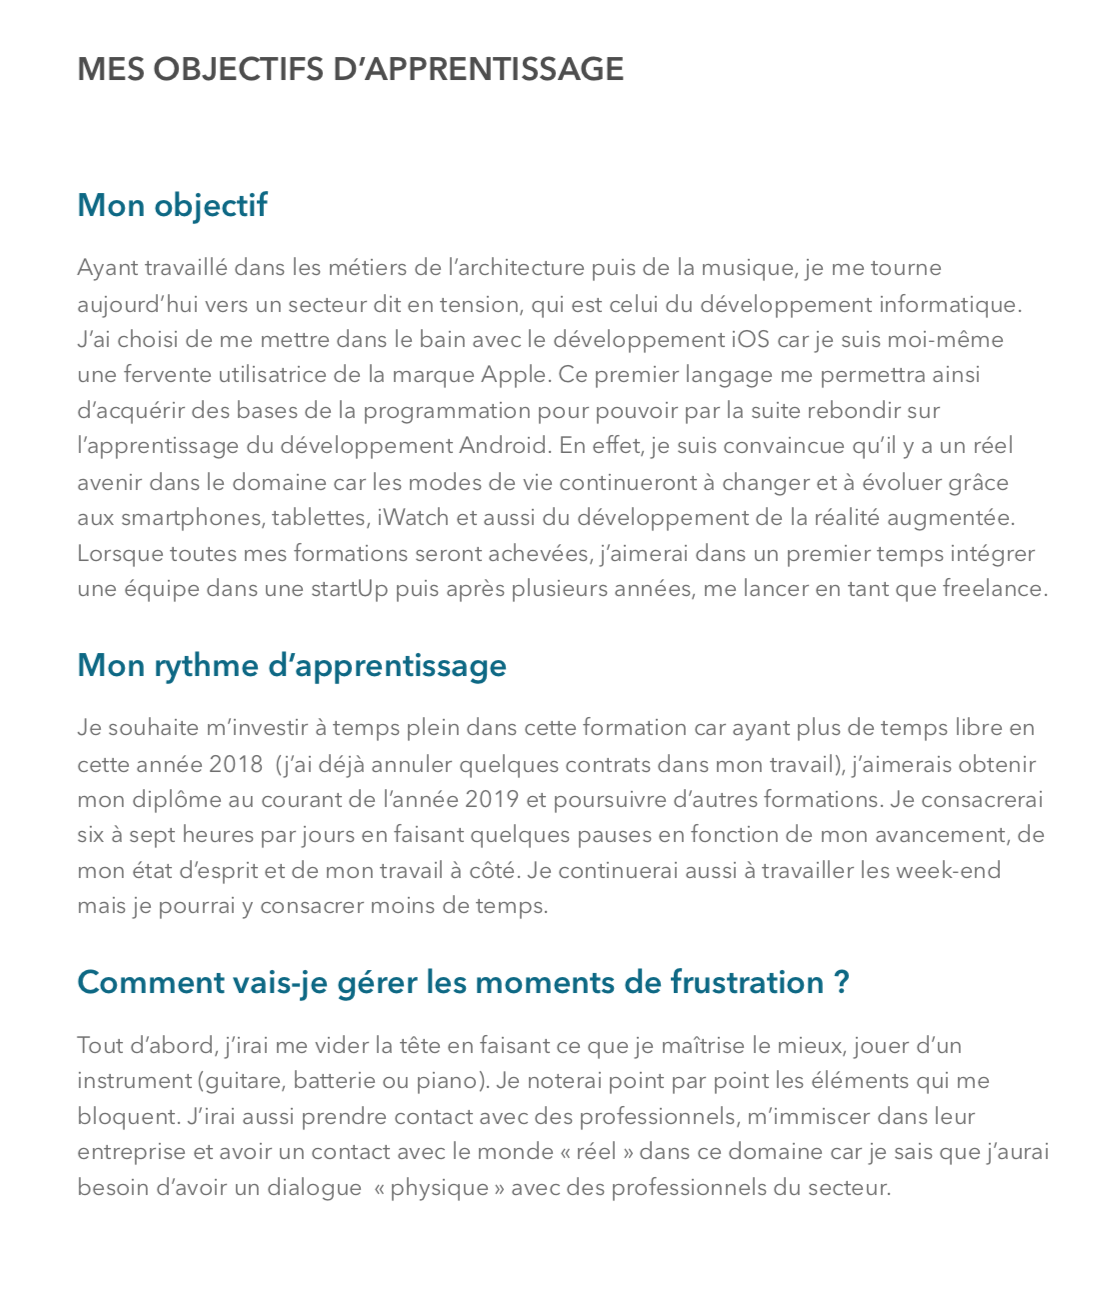 MES OBJECTIFS D’APPRENTISSAGE
Mon objectif
Ayant travaillé dans les métiers de l’architecture puis de la musique, je me tourne
aujourd’hui vers un secteur dit en tension, qui est celui du développement informatique.
J’ai choisi de me mettre dans le bain avec le développement iOS car je suis moi-même
une fervente utilisatrice de la marque Apple. Ce premier langage me permettra ainsi
d’acquérir des bases de la programmation pour pouvoir par la suite rebondir sur
l’apprentissage du développement Android. En effet, je suis convaincue qu’il y a un réel
avenir dans le domaine car les modes de vie continueront à changer et à évoluer grâce
aux smartphones, tablettes, iWatch et aussi du développement de la réalité augmentée.
Lorsque toutes mes formations seront achevées, j’aimerai dans un premier temps intégrer
une équipe dans une startUp puis après plusieurs années, me lancer en tant que freelance.
Mon rythme d’apprentissage
Je souhaite m’investir à temps plein dans cette formation car ayant plus de temps libre en
cette année 2018  (j’ai déjà annuler quelques contrats dans mon travail), j’aimerais obtenir
mon diplôme au courant de l’année 2019 et poursuivre d’autres formations. Je consacrerai
six à sept heures par jours en faisant quelques pauses en fonction de mon avancement, de
mon état d’esprit et de mon travail à côté. Je continuerai aussi à travailler les week-end
mais je pourrai y consacrer moins de temps.
Comment vais-je gérer les moments de frustration ?
Tout d’abord, j’irai me vider la tête en faisant ce que je maîtrise le mieux, jouer d’un
instrument (guitare, batterie ou piano). Je noterai point par point les éléments qui me
bloquent. J’irai aussi prendre contact avec des professionnels, m’immiscer dans leur
entreprise et avoir un contact avec le monde « réel » dans ce domaine car je sais que j’aurai
besoin d’avoir un dialogue  « physique » avec des professionnels du secteur.